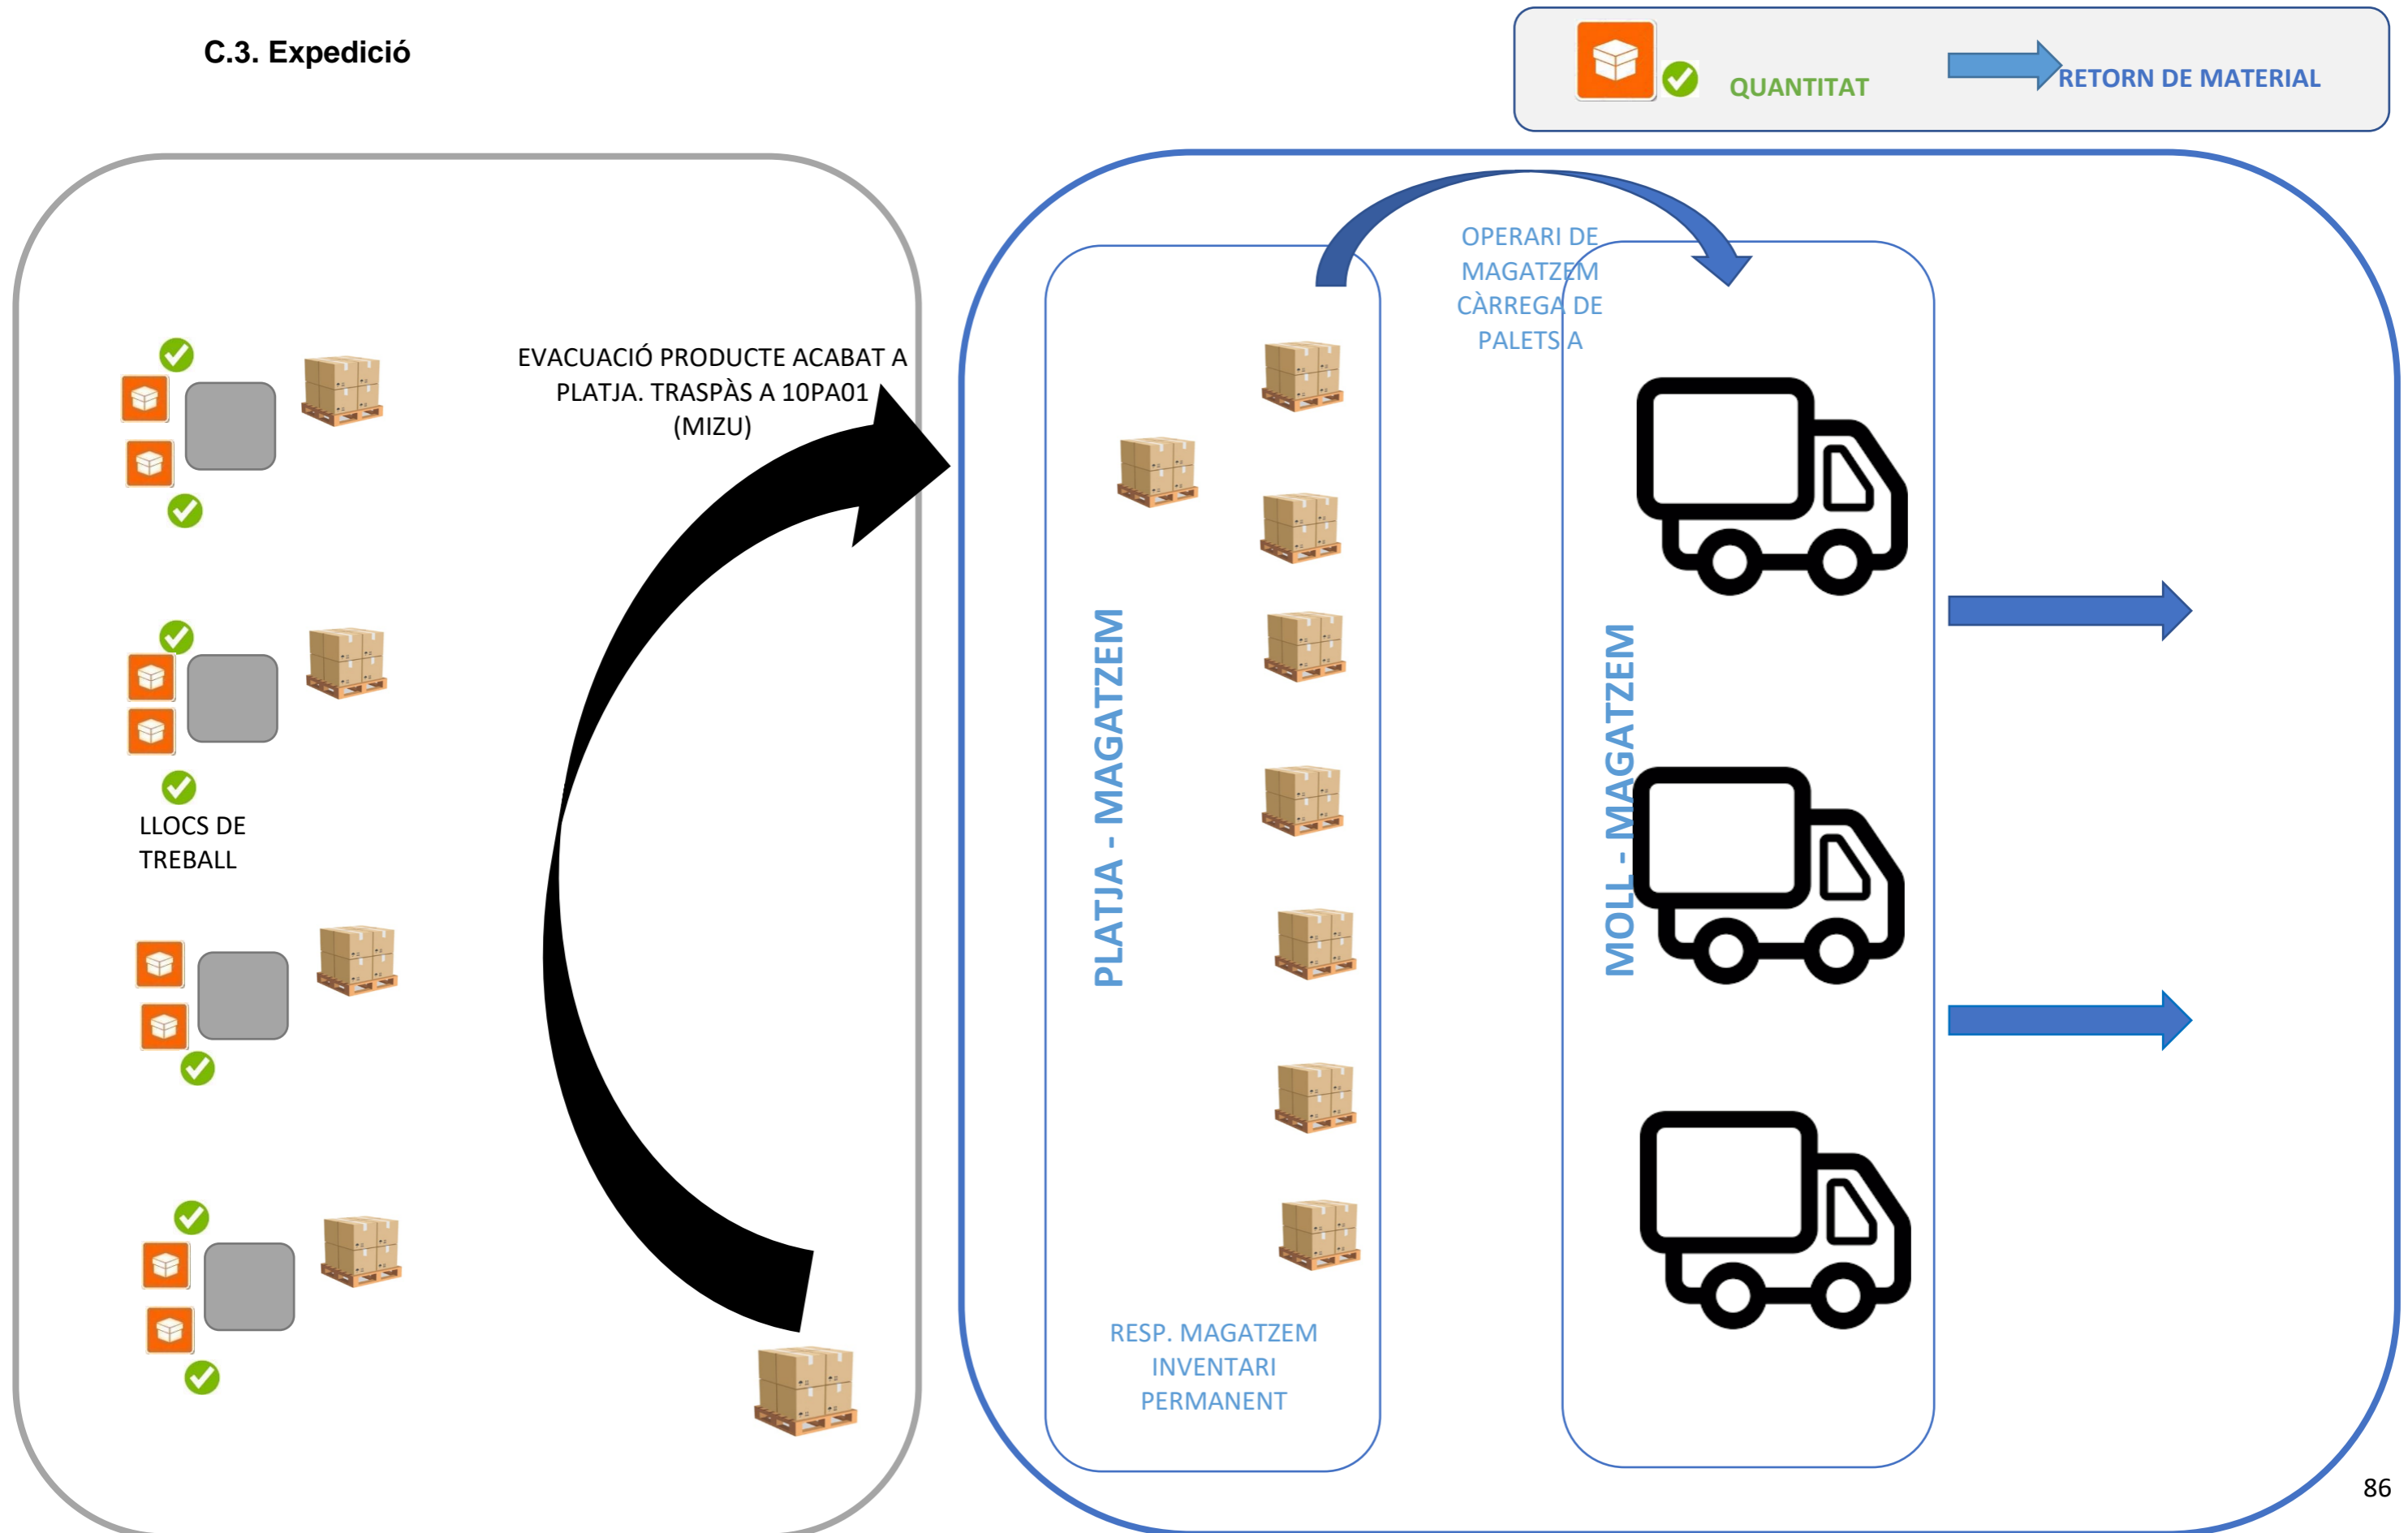 C.3. Expedició
QUANTITAT
RETORN DE MATERIAL
EVACUACIÓ PRODUCTE ACABAT A
PLATJA. TRASPÀS A 10PA01
(MIZU)
LLOCS DE
TREBALL
OPERARI DE
MAGATZEM
CÀRREGA DE
PALETS A
PLATJA - MAGATZEM
MOLL - MAGATZEM
RESP. MAGATZEM
INVENTARI
PERMANENT
86